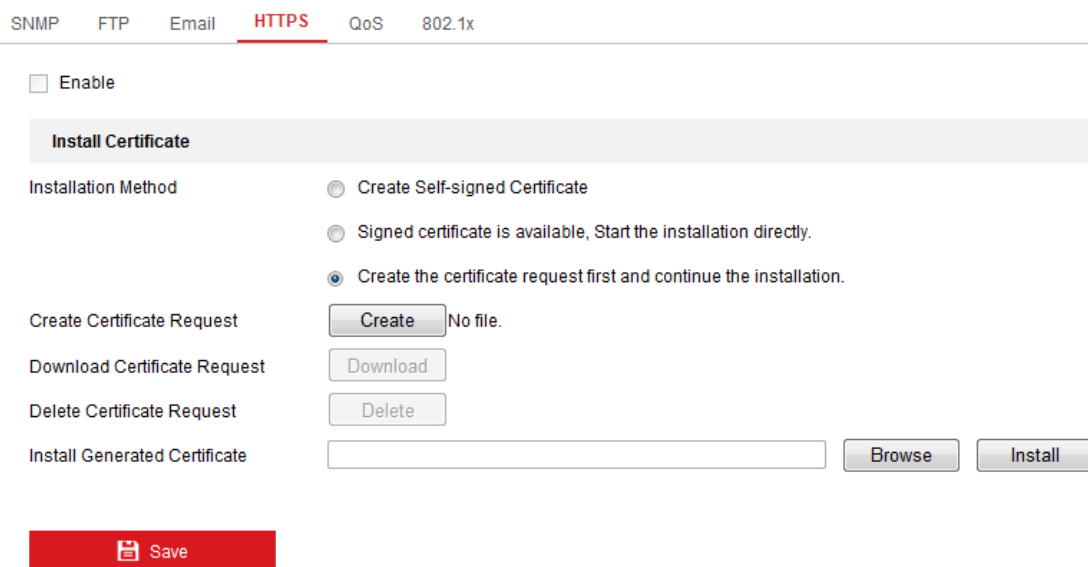 SNMP FTP Email HTTPS QoS 802.1x
Enable
Install Certificate
Installation Method Create Self-signed Certificate
Signed certificate is available, Start the installation directly.
Create the certificate request first and continue the installation.
Create Certificate Request Create No file.
Download Certificate Request Download
Delete Certificate Request Delete
Install Generated Certificate Browse Install
Save